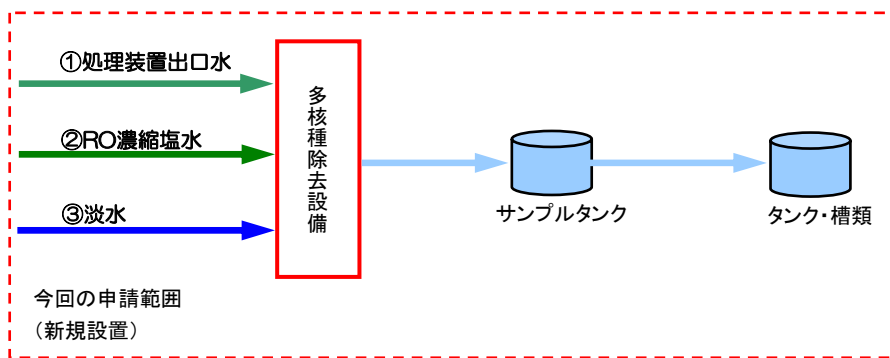 ①処理装置出口水
②RO濃縮塩水
③淡水
多核種除去設備
サンプルタンク
タンク・槽類
今回の申請範囲
（新規設置）